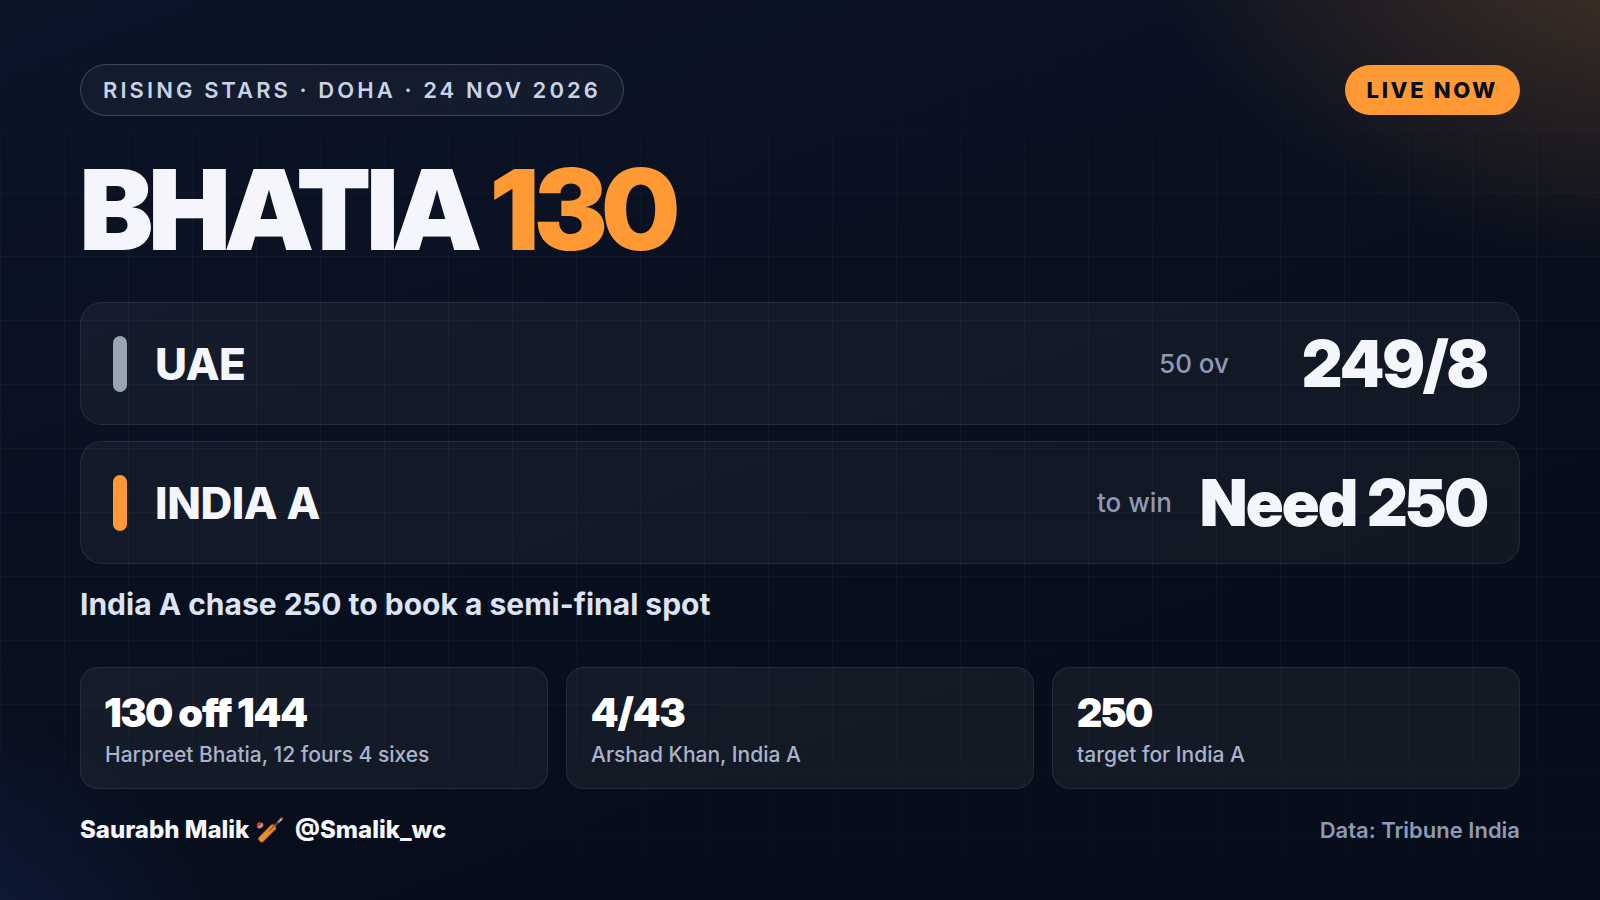 RISING STARS · DOHA · 24 NOV 2026
LIVE NOW
BHATIA 130
UAE 50 ov 249/8
INDIA A to win Need 250
India A chase 250 to book a semi-final spot
130 off 144
Harpreet Bhatia, 12 fours 4 sixes
4/43
Arshad Khan, India A
250
target for India A
Saurabh Malik 🏏 @Smalik_wc
Data: Tribune India